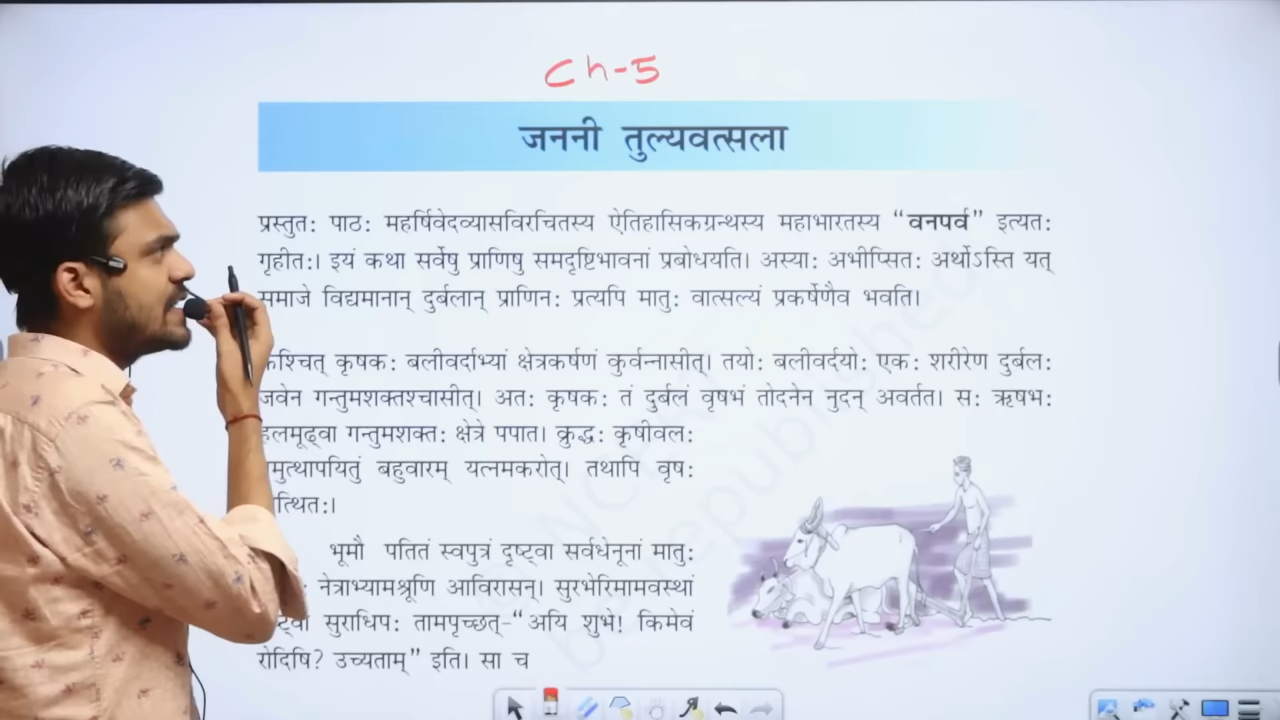 Ch-5
जननी तुल्यवत्सला
प्रस्तुतः पाठः महर्षिवेदव्यासविरचितस्य ऐतिहासिकग्रन्थस्य महाभारतस्य “वनपर्व” इत्यतः
गृहीतः। इयं कथा सर्वेषु प्राणिषु समदृष्टिभावनां प्रबोधयति। अस्याः अभीप्सितः अर्थोऽस्ति यत्
समाजे विद्यमानान् दुर्बलान् प्राणिनः प्रत्यपि मातुः वात्सल्यं प्रकर्षेणैव भवति।
कश्चित् कृषकः बलीवर्दाभ्यां क्षेत्रकर्षणं कुर्वन्नासीत्। तयोः बलीवर्दयोः एकः शरीरेण दुर्बलः
जवेन गन्तुमशक्तश्चासीत्। अतः कृषकः तं दुर्बलं वृषभं तोदनेन नुदन् अवर्तत। सः ऋषभः
हलमूढ्वा गन्तुमशक्तः क्षेत्रे पपात। क्रुद्धः कृषीवलः
मुत्थापयितुं बहुवारम् यत्नमकरोत्। तथापि वृषः
त्थितः।
भूमौ पतितं स्वपुत्रं दृष्ट्वा सर्वधेनूनां मातुः
नेत्राभ्यामश्रूणि आविरासन्। सुरभेरिमामवस्थां
सुराधिपः तामपृच्छत्-“अयि शुभे! किमेवं
रोदिषि? उच्यताम्” इति। सा च